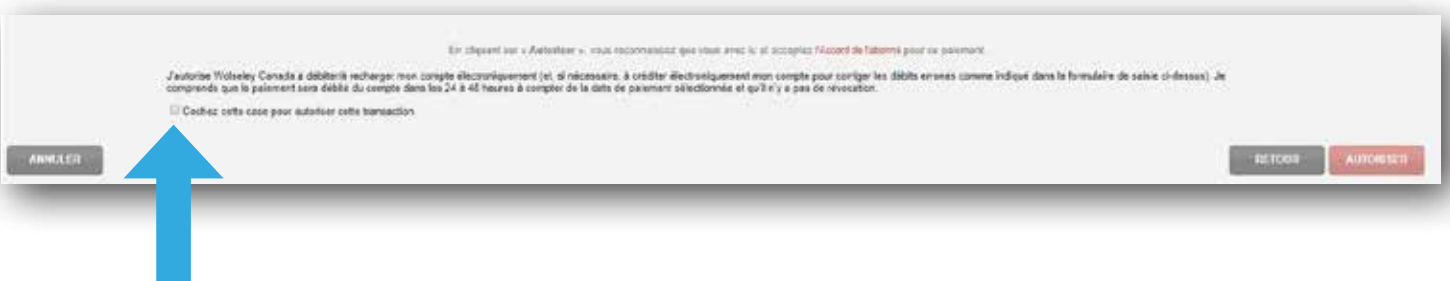 En cliquant sur « Autoriser », vous reconnaissez que vous avez lu et acceptez l'Accord de l'abonné pour ce paiement.
J'autorise Wolseley Canada à débiter/à recharger mon compte électroniquement (et, si nécessaire, à créditer électroniquement mon compte pour corriger les débits erronés comme indiqué dans le formulaire de saisie ci-dessus). Je
comprends que le paiement sera débité du compte dans les 24 à 48 heures à compter de la date de paiement sélectionnée et qu'il n'y a pas de révocation.
Cochez cette case pour autoriser cette transaction
ANNULER
RETOUR
AUTORISER